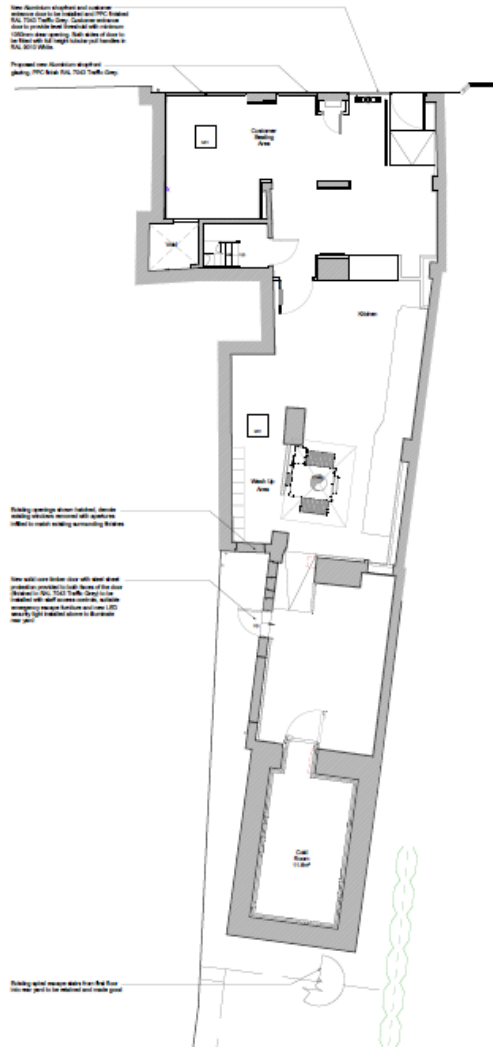 New Aluminium shopfront and customer
entrance door to be installed and PPC finished
RAL 7043 Traffic Grey. Customer entrance
door to provide level threshold with minimum
1050mm clear opening. Both sides of door to
be fitted with full height tubular pull handles in
RAL 9010 White.
Proposed new Aluminium shopfront
glazing; PPC finish RAL 7043 Traffic Grey.
Customer
Seating
Area
Void
Kitchen
Wash Up
Area
Existing openings shown hatched, denote
existing windows removed with apertures
infilled to match existing surrounding finishes
New solid core timber door with steel sheet
protection provided to both faces of the door
(finished in RAL 7043 Traffic Grey) to be
installed with staff access controls, suitable
emergency escape furniture and new LED
security light installed above to illuminate
rear yard
Cold
Room
Existing spiral escape stairs from first floor
into rear yard to be retained and made good